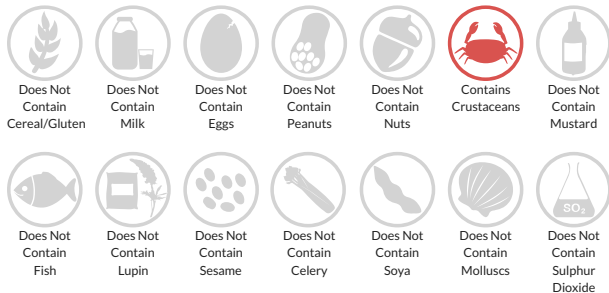 Does Not
Contain
Cereal/Gluten
Does Not
Contain
Milk
Does Not
Contain
Eggs
Does Not
Contain
Peanuts
Does Not
Contain
Nuts
Contains
Crustaceans
Does Not
Contain
Mustard
Does Not
Contain
Fish
Does Not
Contain
Lupin
Does Not
Contain
Sesame
Does Not
Contain
Celery
Does Not
Contain
Soya
Does Not
Contain
Molluscs
SO₂
Does Not
Contain
Sulphur
Dioxide